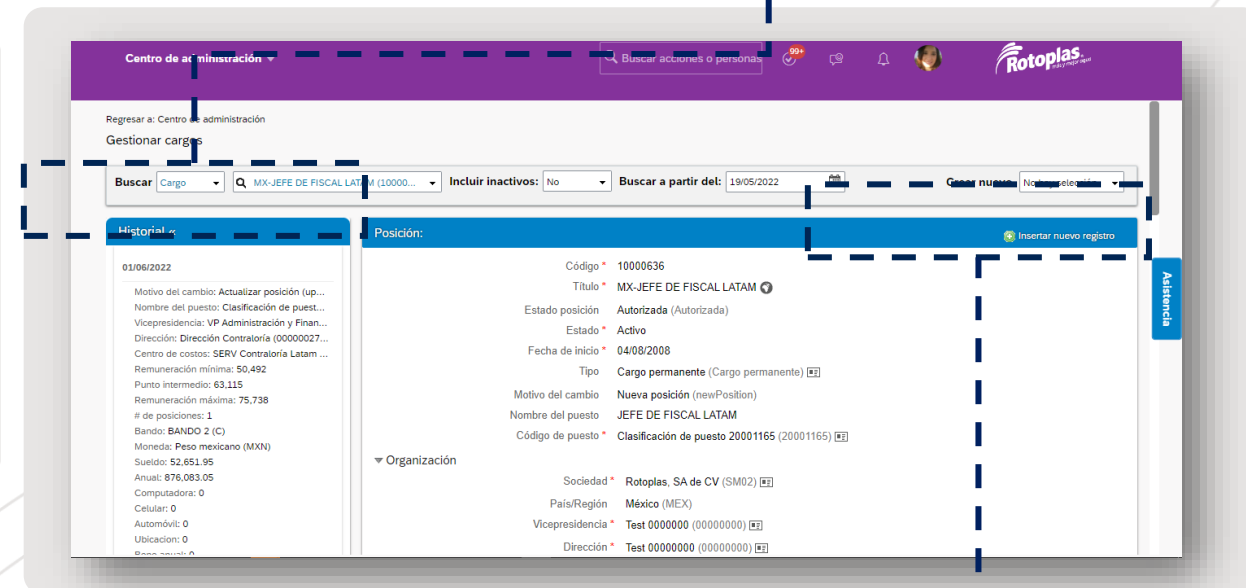 Centro de administración
Buscar acciones o personas
99+
Rotoplas.
Regresar a: Centro de administración
Gestionar cargos
Buscar Cargo MX-JEFE DE FISCAL LATAM (10000... Incluir inactivos: No Buscar a partir del: 19/05/2022 Crear nuevo No hay selección
Historial «
01/06/2022
Motivo del cambio: Actualizar posición (up...
Nombre del puesto: Clasificación de puest...
Vicepresidencia: VP Administración y Finan...
Dirección: Dirección Contraloría (00000027...
Centro de costos: SERV Contraloría Latam ...
Remuneración mínima: 50,492
Punto intermedio: 63,115
Remuneración máxima: 75,738
# de posiciones: 1
Bando: BANDO 2 (C)
Moneda: Peso mexicano (MXN)
Sueldo: 52,651.95
Anual: 876,083.05
Computadora: 0
Celular: 0
Automóvil: 0
Ubicacion: 0
Bono anual: 0
Posición:
Insertar nuevo registro
Código * 10000636
Título * MX-JEFE DE FISCAL LATAM
Estado posición Autorizada (Autorizada)
Estado * Activo
Fecha de inicio * 04/08/2008
Tipo Cargo permanente (Cargo permanente)
Motivo del cambio Nueva posición (newPosition)
Nombre del puesto JEFE DE FISCAL LATAM
Código de puesto * Clasificación de puesto 20001165 (20001165)
Organización
Sociedad * Rotoplas, SA de CV (SM02)
País/Región México (MEX)
Vicepresidencia * Test 0000000 (00000000)
Dirección * Test 00000000 (00000000)
Asistencia